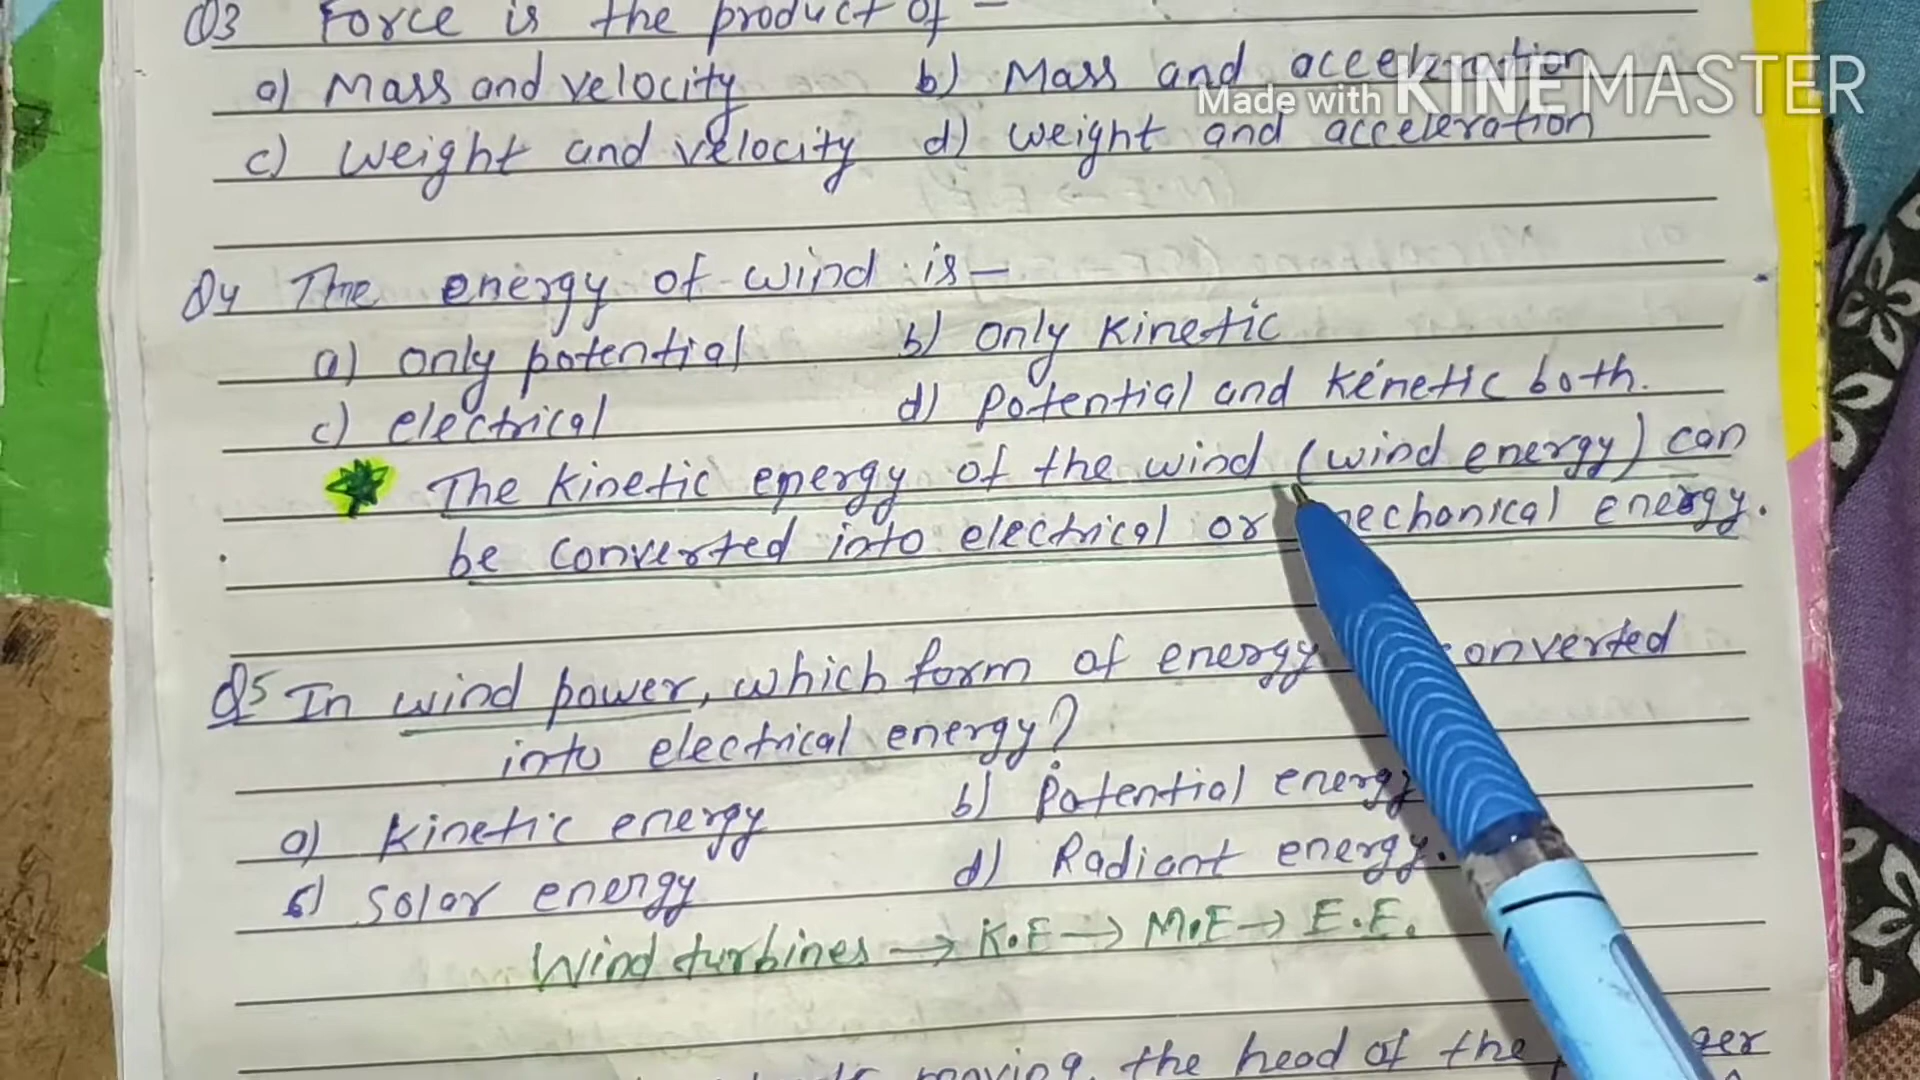 Q3 Force is the product of –
a) Mass and velocity b) Mass and acceleration
Made with KINEMASTER
c) Weight and velocity d) Weight and acceleration
Q4 The energy of wind is –
a) only potential b) only Kinetic
c) electrical d) Potential and Kinetic both.
The Kinetic energy of the wind (wind energy) can
be converted into electrical or mechanical energy.
Q5 In wind power, which form of energy converted
into electrical energy?
a) Kinetic energy b) Potential energy
c) Solar energy d) Radiant energy.
Wind turbines → K.E → M.E → E.E.
moving, the head of the